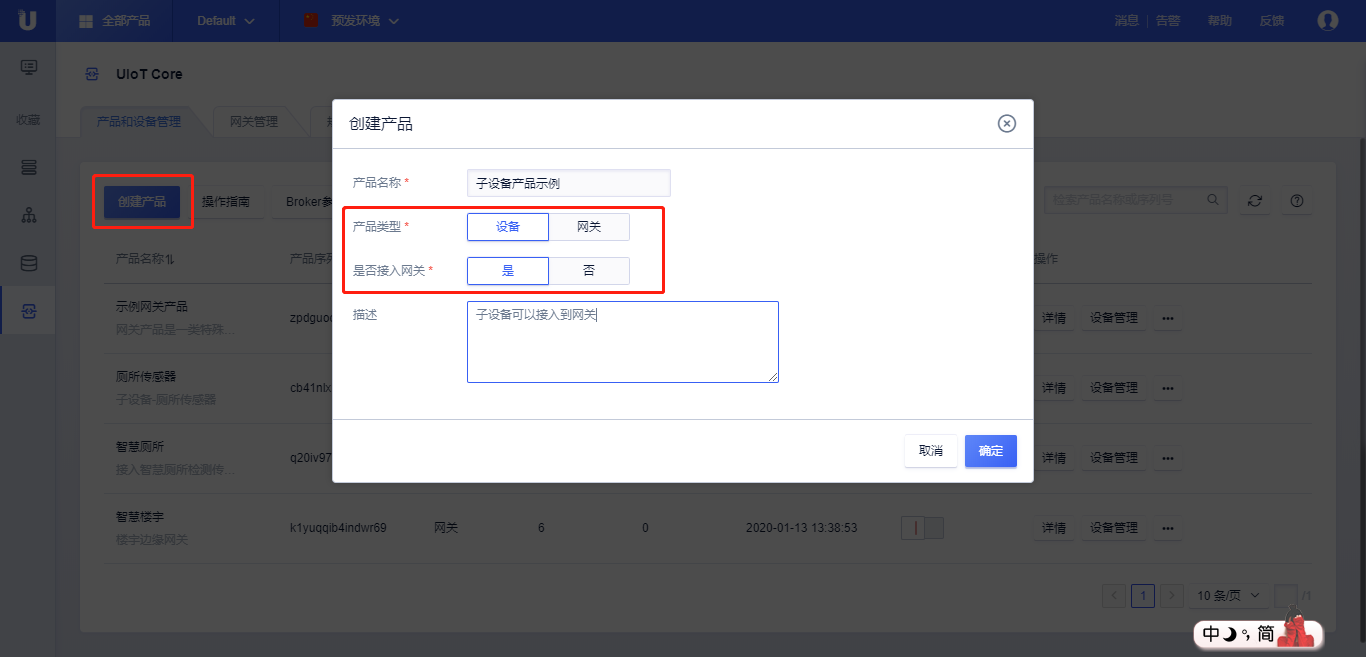 全部产品 Default 预发环境 消息 告警 帮助 反馈
UIoT Core
收藏
产品和设备管理 网关管理
创建产品
创建产品 操作指南 Broker参
检索产品名称或序列号
产品名称 * 子设备产品示例
产品类型 * 设备 网关
是否接入网关 * 是 否
描述 子设备可以接入到网关
取消 确定
产品名称 产品序列 操作
示例网关产品 zpdguod 详情 设备管理 •••
网关产品是一类特殊...
厕所传感器 cb41nlx 详情 设备管理 •••
子设备-厕所传感器
智慧厕所 q20iv97 详情 设备管理 •••
接入智慧厕所检测传...
智慧楼宇 k1yuqqib4indwr69 网关 6 0 2020-01-13 13:38:53 详情 设备管理 •••
楼宇边缘网关
1 10 条/页 /1
中 简